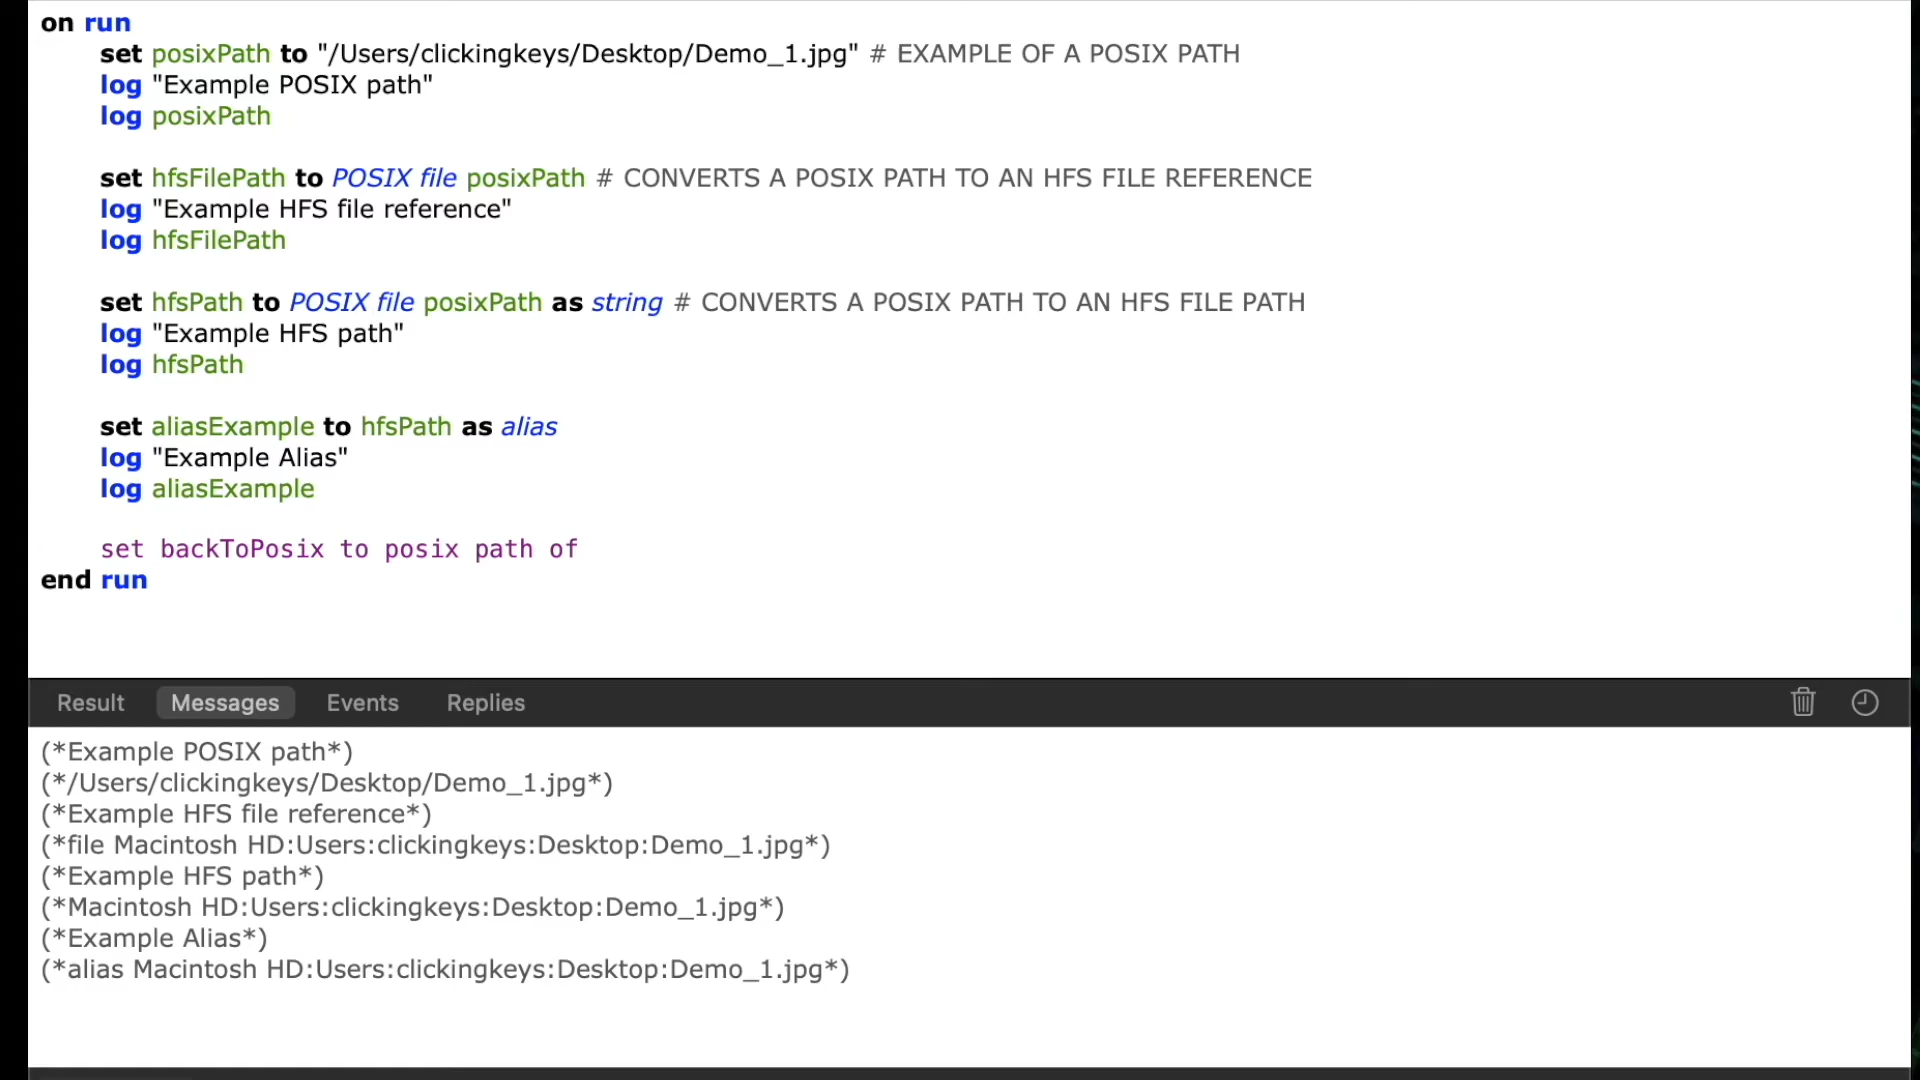 on run
set posixPath to "/Users/clickingkeys/Desktop/Demo_1.jpg" # EXAMPLE OF A POSIX PATH
log "Example POSIX path"
log posixPath
set hfsFilePath to POSIX file posixPath # CONVERTS A POSIX PATH TO AN HFS FILE REFERENCE
log "Example HFS file reference"
log hfsFilePath
set hfsPath to POSIX file posixPath as string # CONVERTS A POSIX PATH TO AN HFS FILE PATH
log "Example HFS path"
log hfsPath
set aliasExample to hfsPath as alias
log "Example Alias"
log aliasExample
set backToPosix to posix path of
end run
Result Messages Events Replies
(*Example POSIX path*)
(*/Users/clickingkeys/Desktop/Demo_1.jpg*)
(*Example HFS file reference*)
(*file Macintosh HD:Users:clickingkeys:Desktop:Demo_1.jpg*)
(*Example HFS path*)
(*Macintosh HD:Users:clickingkeys:Desktop:Demo_1.jpg*)
(*Example Alias*)
(*alias Macintosh HD:Users:clickingkeys:Desktop:Demo_1.jpg*)